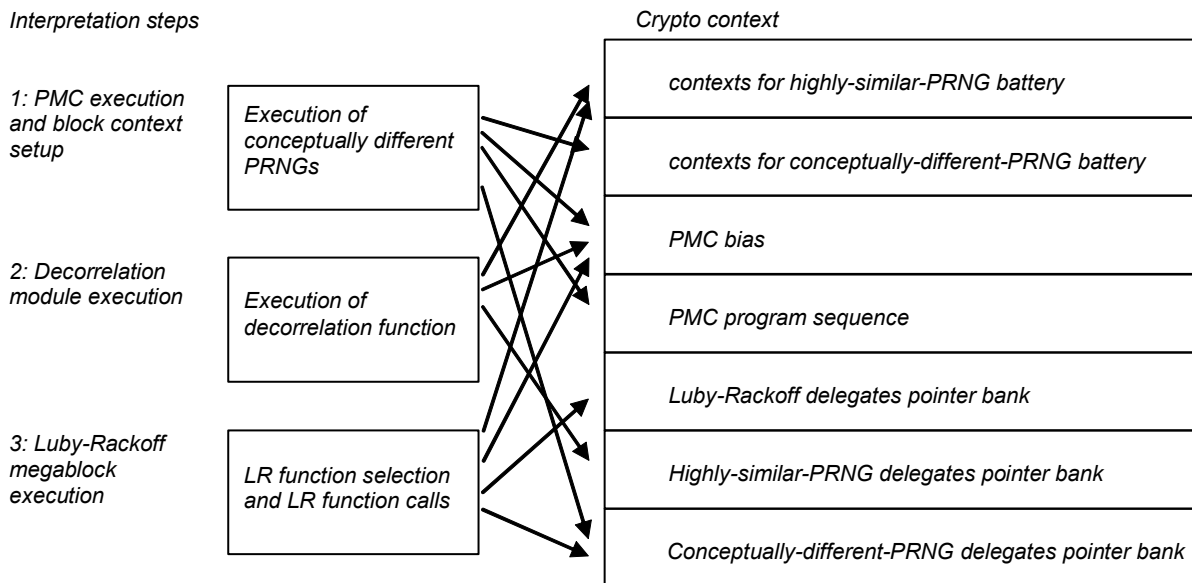 Interpretation steps
Crypto context
1: PMC execution
and block context
setup
Execution of
conceptually different
PRNGs
2: Decorrelation
module execution
Execution of
decorrelation function
3: Luby-Rackoff
megablock
execution
LR function selection
and LR function calls
contexts for highly-similar-PRNG battery
contexts for conceptually-different-PRNG battery
PMC bias
PMC program sequence
Luby-Rackoff delegates pointer bank
Highly-similar-PRNG delegates pointer bank
Conceptually-different-PRNG delegates pointer bank